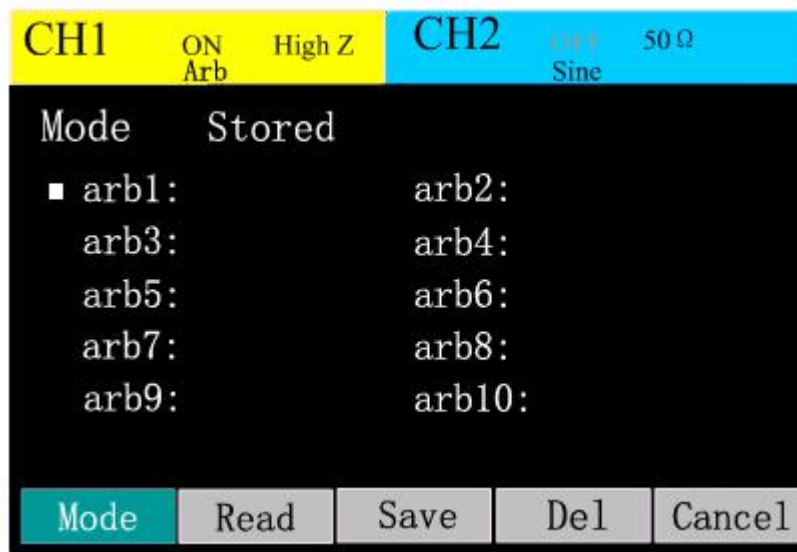 CH1 ON High Z CH2 OFF 50 Ω
Arb Sine
Mode Stored
arb1: arb2:
arb3: arb4:
arb5: arb6:
arb7: arb8:
arb9: arb10:
Mode Read Save Del Cancel